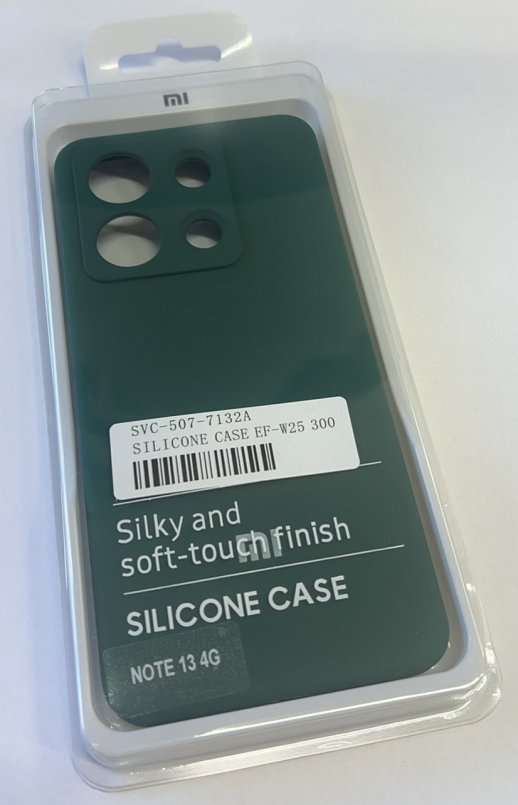 mi
SVC-507-7132A
SILICONE CASE EF-W25 300
Silky and
soft-touch finish
mi
SILICONE CASE
NOTE 13 4G